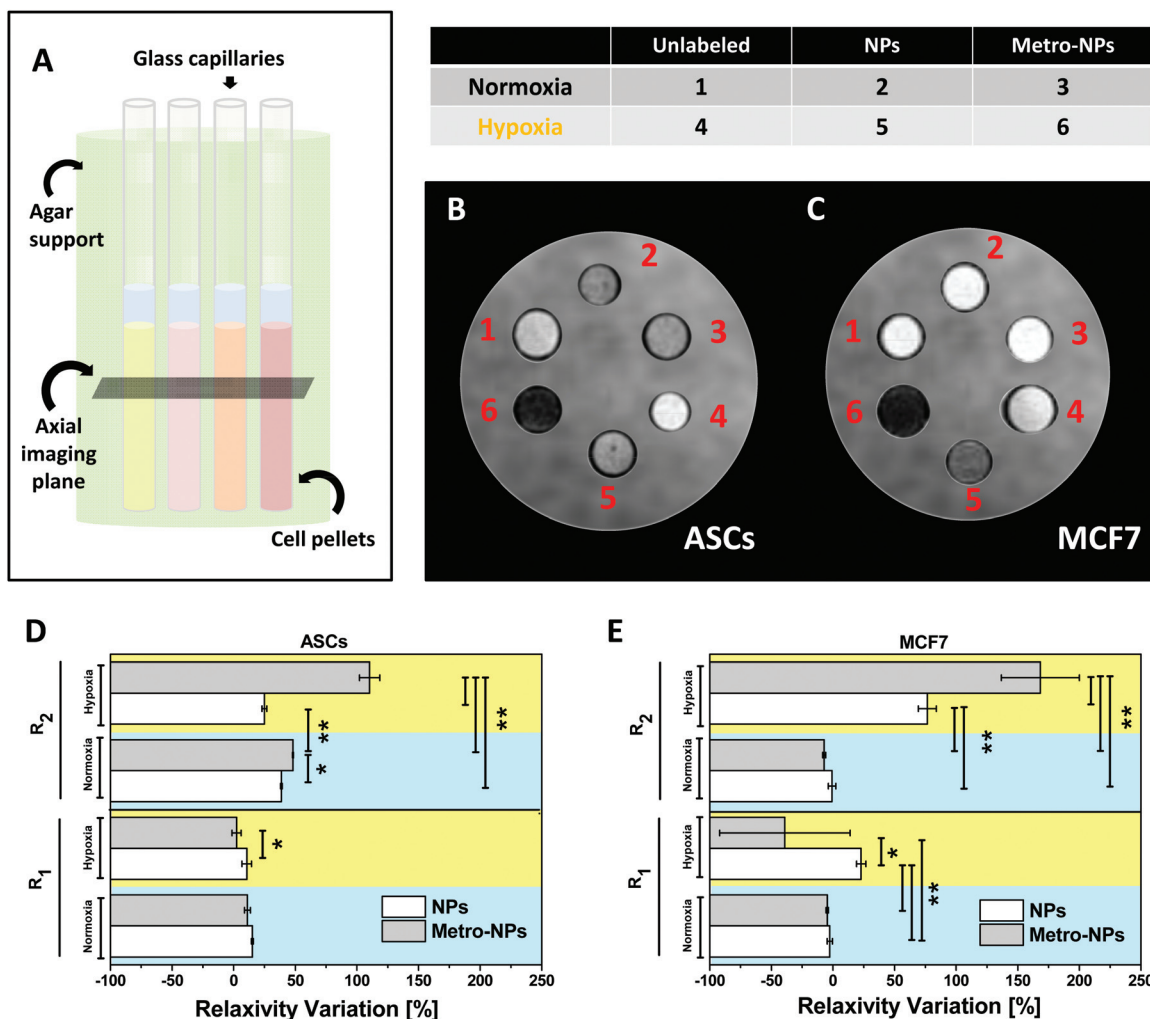 A
Glass capillaries
Agar
support
Axial
imaging
plane
Cell pellets
Unlabeled NPs Metro-NPs
Normoxia 1 2 3
Hypoxia 4 5 6
B
2
1
3
6
4
5
ASCs
C
2
1
3
6
4
5
MCF7
D
ASCs
R2
Hypoxia
**
**
*
Normoxia
R1
Hypoxia
*
Normoxia
NPs
Metro-NPs
-100 -50 0 50 100 150 200 250
Relaxivity Variation [%]
E
MCF7
R2
Hypoxia
**
**
Normoxia
R1
Hypoxia
*
**
Normoxia
NPs
Metro-NPs
-100 -50 0 50 100 150 200 250
Relaxivity Variation [%]